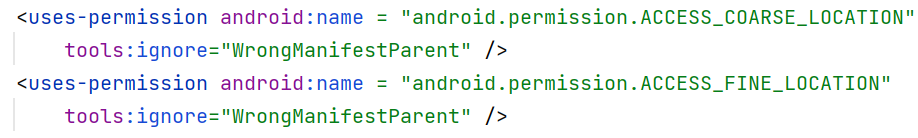 <uses-permission android:name = "android.permission.ACCESS_COARSE_LOCATION"
tools:ignore="WrongManifestParent" />
<uses-permission android:name = "android.permission.ACCESS_FINE_LOCATION"
tools:ignore="WrongManifestParent" />